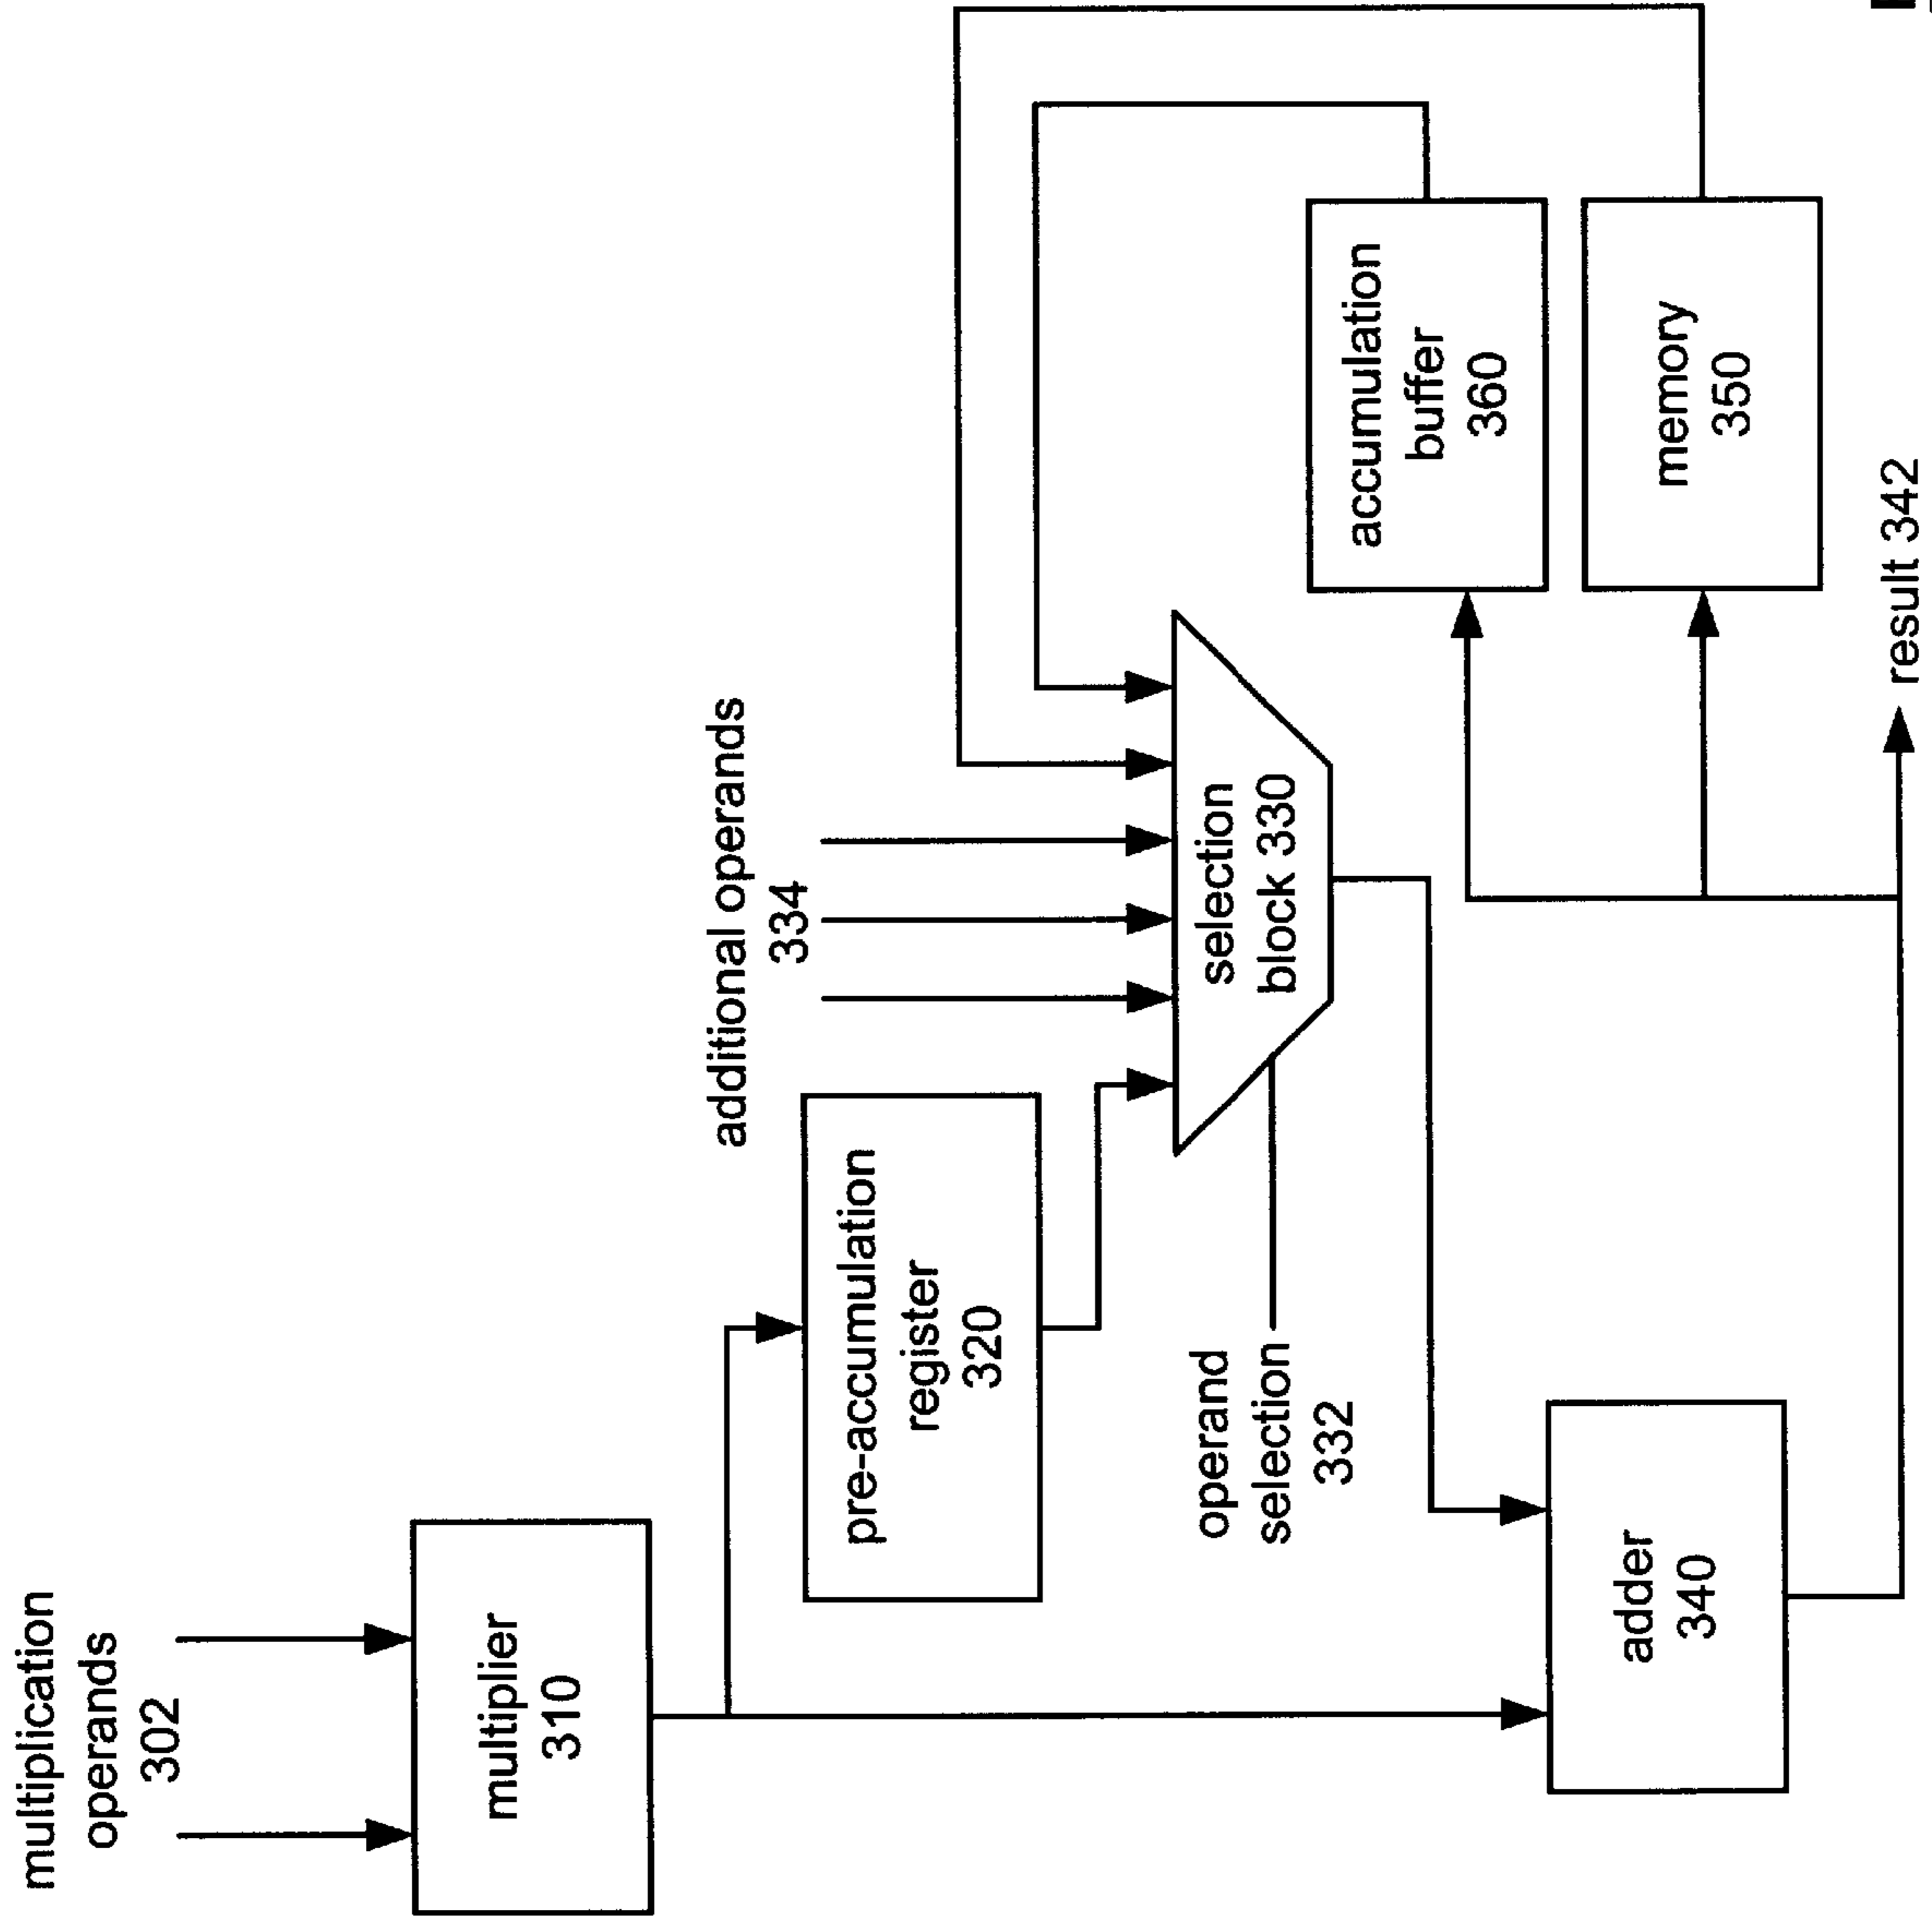 multiplication
operands
302
multiplier
310
pre-accumulation
register
320
additional operands
334
operand
selection
332
selection
block 330
adder
340
accumulation
buffer
360
memory
350
result 342